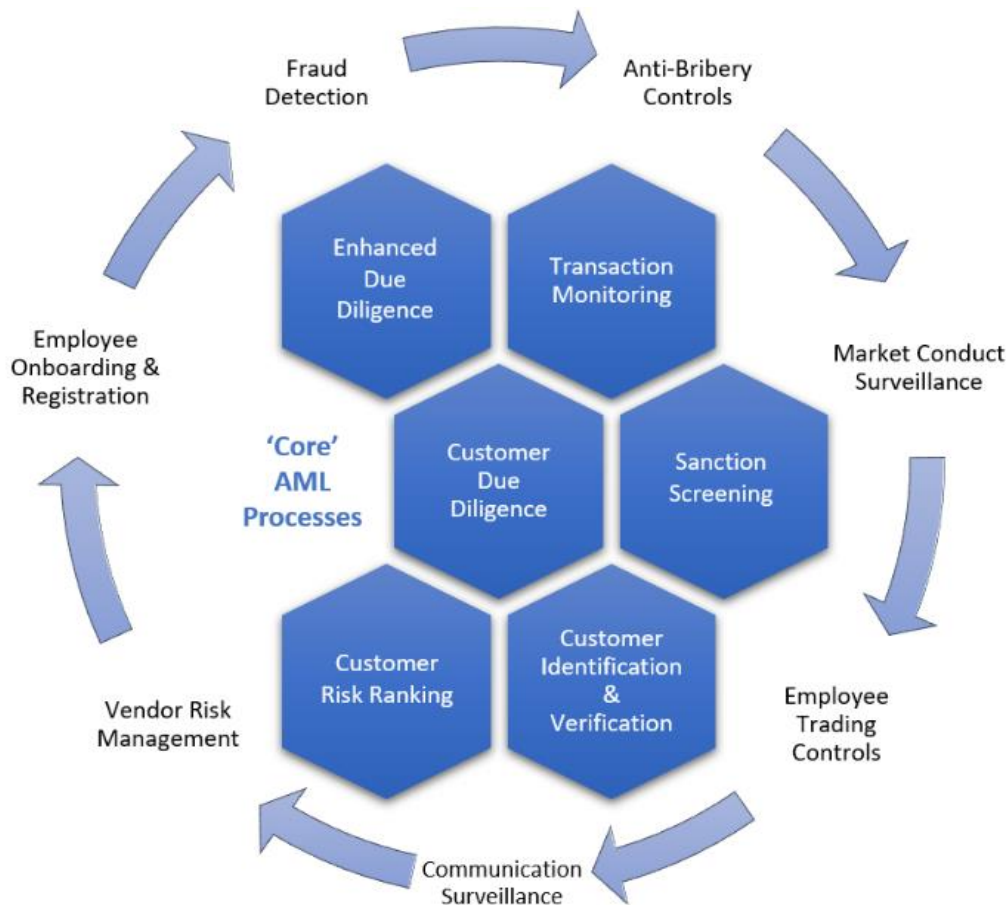 Fraud
Detection
Anti-Bribery
Controls
Enhanced
Due
Diligence
Transaction
Monitoring
Employee
Onboarding &
Registration
Market Conduct
Surveillance
‘Core’
AML
Processes
Customer
Due
Diligence
Sanction
Screening
Customer
Risk Ranking
Customer
Identification
&
Verification
Vendor Risk
Management
Employee
Trading
Controls
Communication
Surveillance